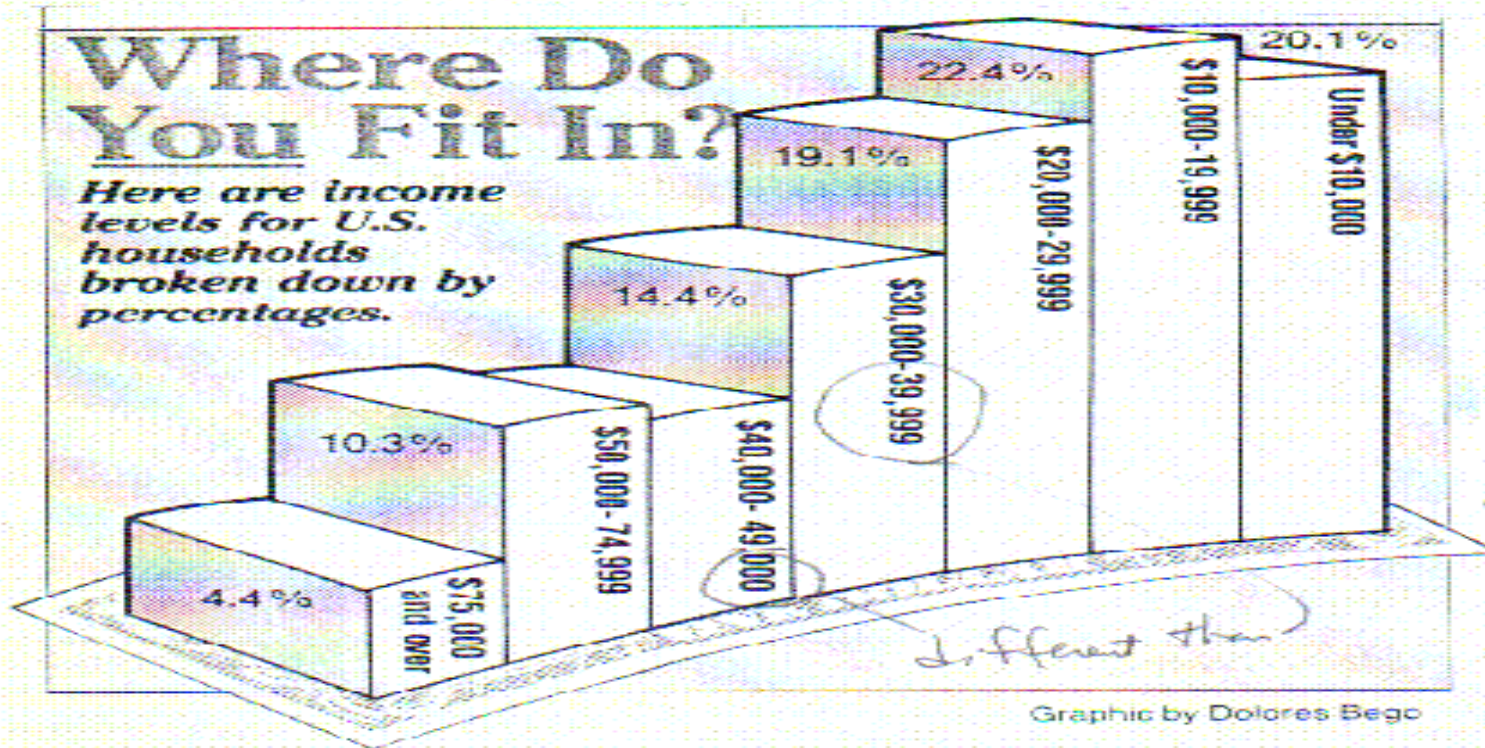 Where Do
You Fit In?
Here are income
levels for U.S.
households
broken down by
percentages.
4.4%
$75,000
and over
10.3%
$50,000-74,999
$40,000-49,000
14.4%
$30,000-39,999
19.1%
$20,000-29,999
22.4%
$10,000-19,999
20.1%
Under $10,000
different than
Graphic by Dolores Bego